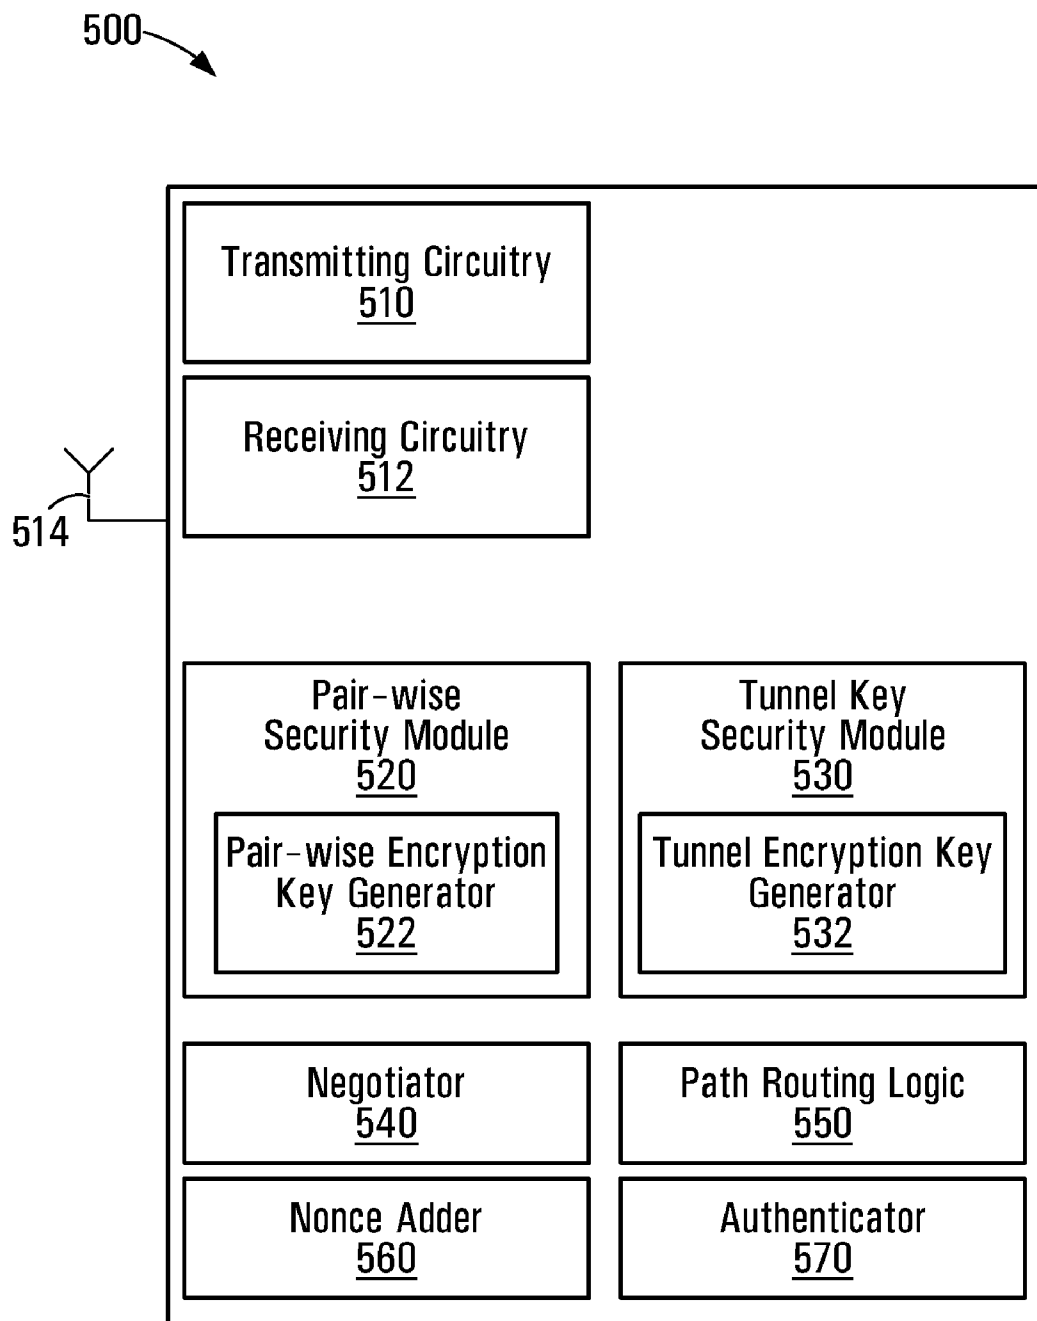 500
Transmitting Circuitry
510
Receiving Circuitry
512
514
Pair-wise
Security Module
520
Pair-wise Encryption
Key Generator
522
Tunnel Key
Security Module
530
Tunnel Encryption Key
Generator
532
Negotiator
540
Path Routing Logic
550
Nonce Adder
560
Authenticator
570